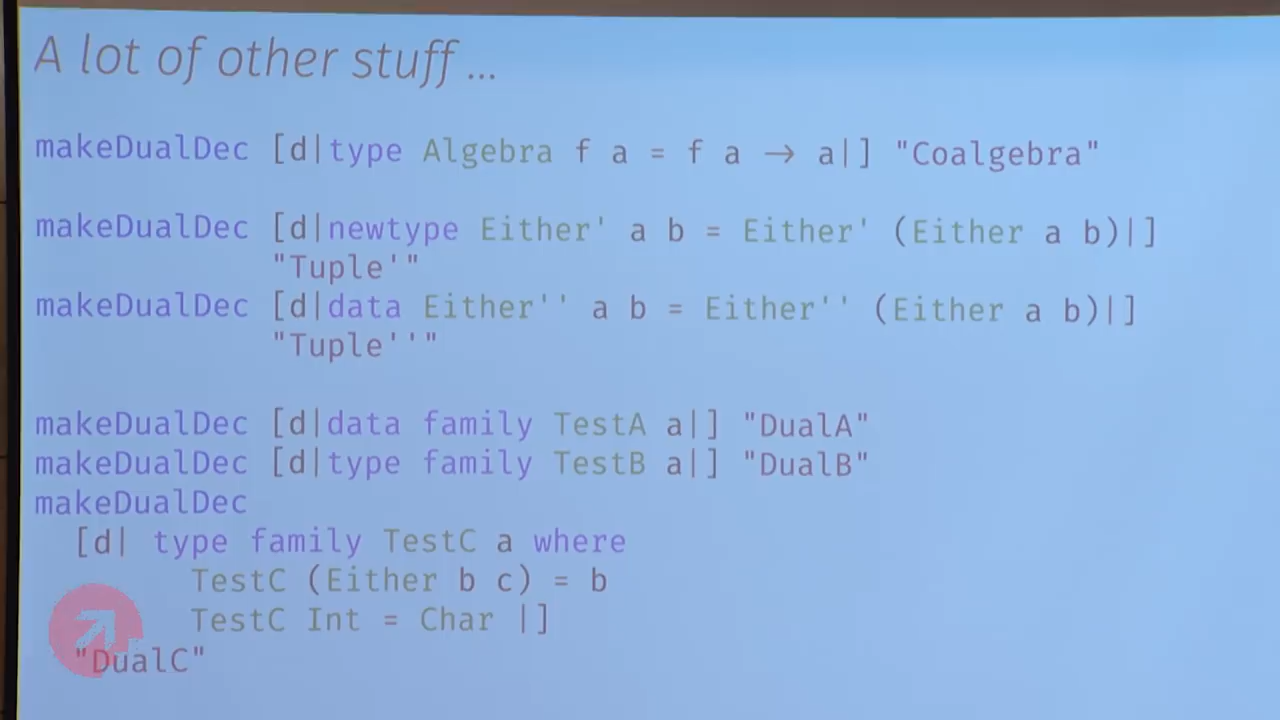 A lot of other stuff ...
makeDualDec [d|type Algebra f a = f a → a|] "Coalgebra"
makeDualDec [d|newtype Either' a b = Either' (Either a b)|]
"Tuple'"
makeDualDec [d|data Either'' a b = Either'' (Either a b)|]
"Tuple''"
makeDualDec [d|data family TestA a|] "DualA"
makeDualDec [d|type family TestB a|] "DualB"
makeDualDec
[d| type family TestC a where
TestC (Either b c) = b
TestC Int = Char |]
"DualC"